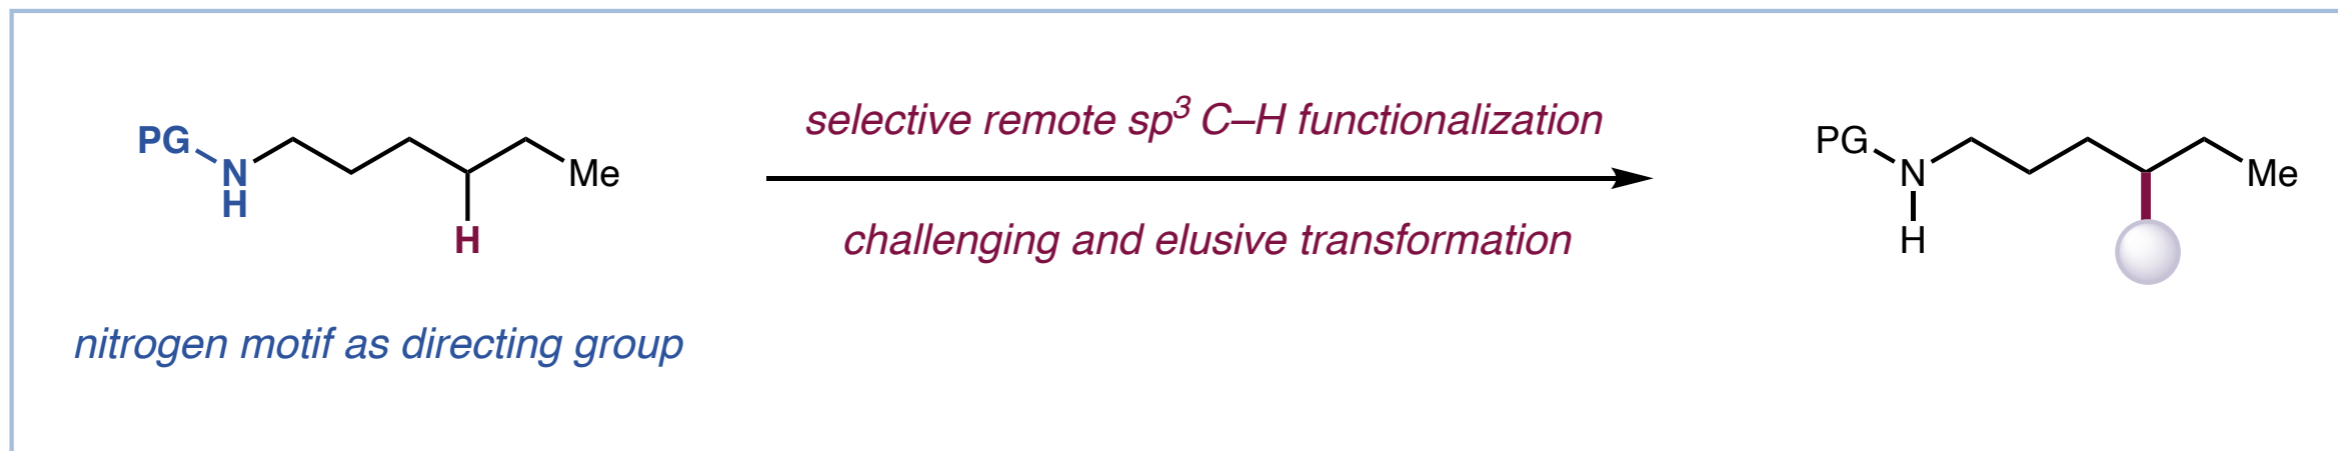 selective remote sp³ C–H functionalization
PG
N
H
H
Me
PG
N
H
Me
challenging and elusive transformation
nitrogen motif as directing group